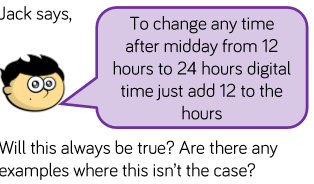 Jack says,
To change any time
after midday from 12
hours to 24 hours digital
time just add 12 to the
hours
Will this always be true? Are there any
examples where this isn't the case?